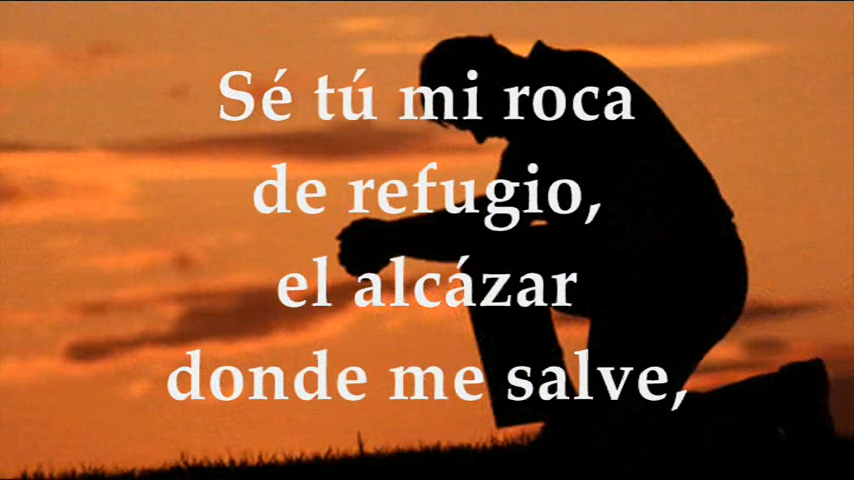 Sé tú mi roca
de refugio,
el alcázar
donde me salve,